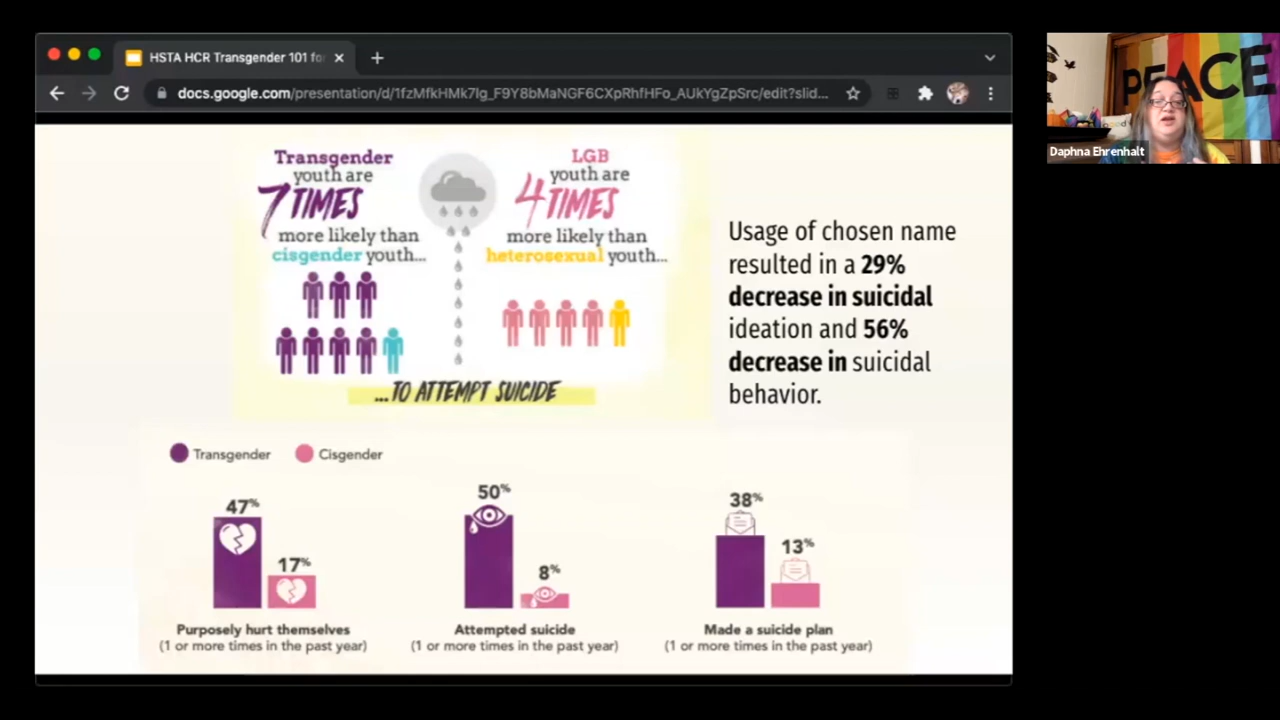 HSTA HCR Transgender 101 fo
docs.google.com/presentation/d/1fzMfkHMk7lg_F9Y8bMaNGF6CXpRhfHFo_AUkYgZpSrc/edit?slid...
PEACE
Daphna Ehrenhalt
Transgender
youth are
7 TIMES
more likely than
cisgender youth...
LGB
youth are
4 TIMES
more likely than
heterosexual youth...
...TO ATTEMPT SUICIDE
Usage of chosen name
resulted in a 29%
decrease in suicidal
ideation and 56%
decrease in suicidal
behavior.
Transgender
Cisgender
47%
17%
Purposely hurt themselves
(1 or more times in the past year)
50%
8%
Attempted suicide
(1 or more times in the past year)
38%
13%
Made a suicide plan
(1 or more times in the past year)